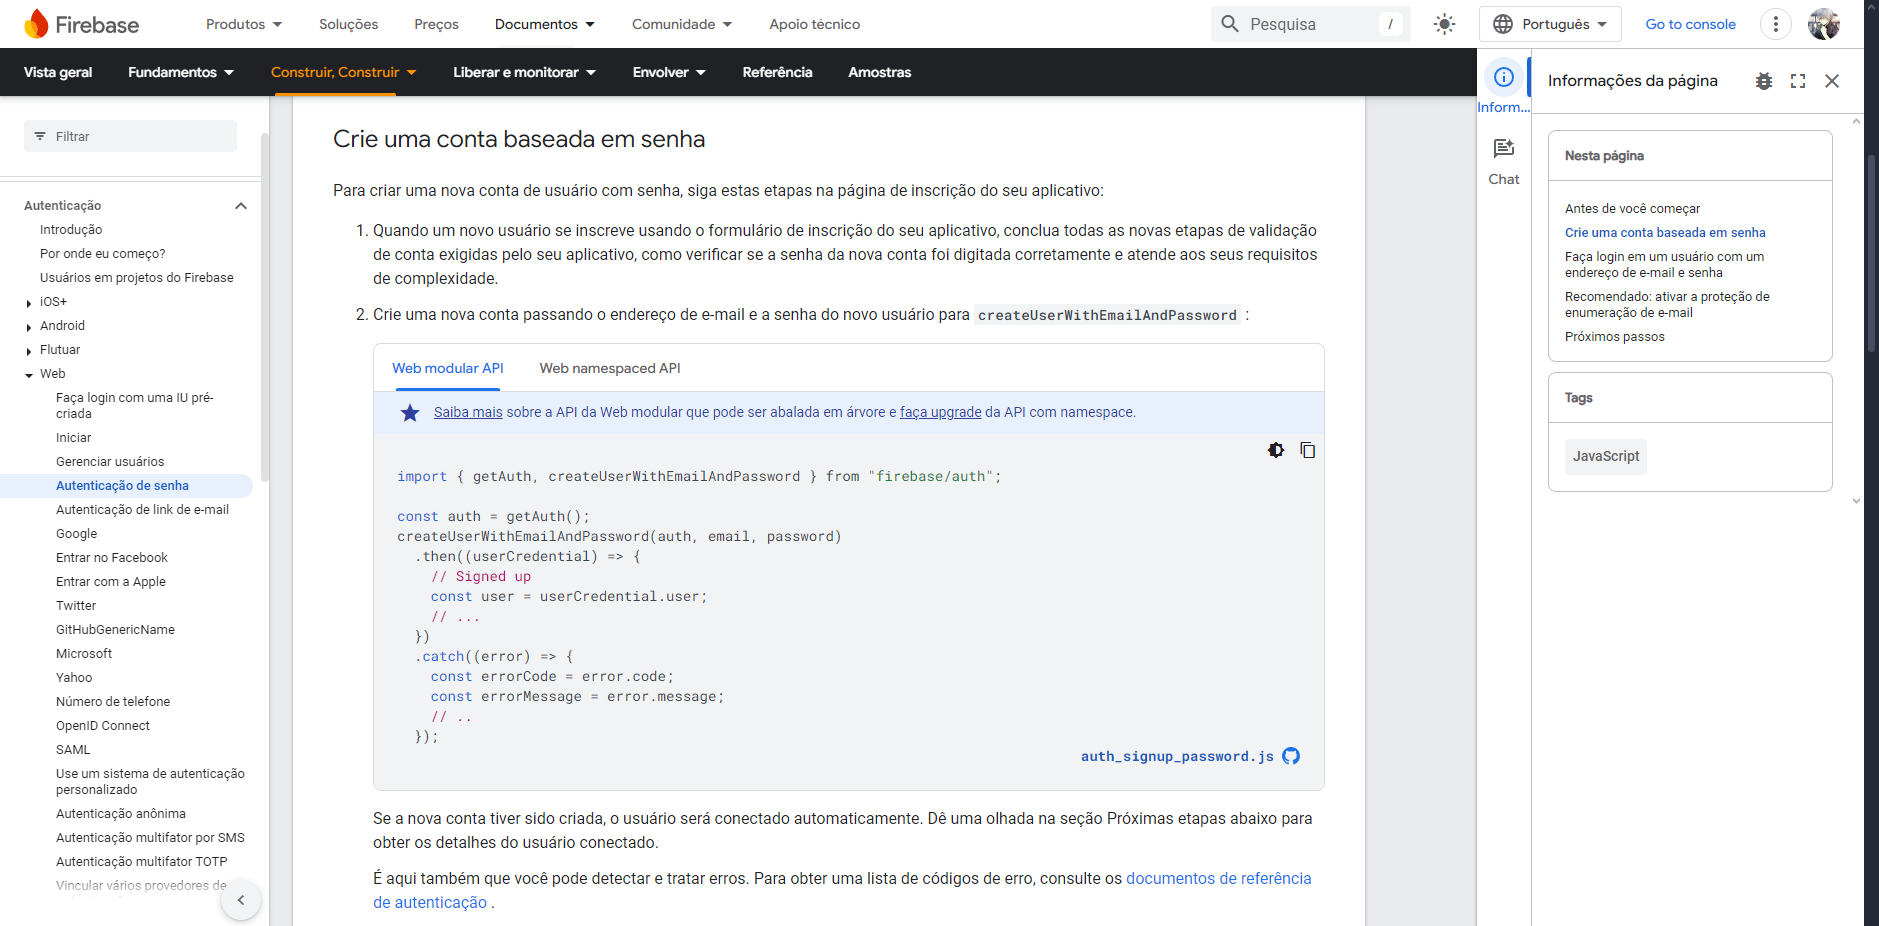 Firebase
Produtos
Soluções
Preços
Documentos
Comunidade
Apoio técnico
Pesquisa
/
Português
Go to console
Vista geral
Fundamentos
Construir, Construir
Liberar e monitorar
Envolver
Referência
Amostras
Filtrar
Autenticação
Introdução
Por onde eu começo?
Usuários em projetos do Firebase
iOS+
Android
Flutuar
Web
Faça login com uma IU pré-
criada
Iniciar
Gerenciar usuários
Autenticação de senha
Autenticação de link de e-mail
Google
Entrar no Facebook
Entrar com a Apple
Twitter
GitHubGenericName
Microsoft
Yahoo
Número de telefone
OpenID Connect
SAML
Use um sistema de autenticação
personalizado
Autenticação anônima
Autenticação multifator por SMS
Autenticação multifator TOTP
Vincular vários provedores de
Crie uma conta baseada em senha
Para criar uma nova conta de usuário com senha, siga estas etapas na página de inscrição do seu aplicativo:
1. Quando um novo usuário se inscreve usando o formulário de inscrição do seu aplicativo, conclua todas as novas etapas de validação
de conta exigidas pelo seu aplicativo, como verificar se a senha da nova conta foi digitada corretamente e atende aos seus requisitos
de complexidade.
2. Crie uma nova conta passando o endereço de e-mail e a senha do novo usuário para createUserWithEmailAndPassword :
Web modular API
Web namespaced API
Saiba mais sobre a API da Web modular que pode ser abalada em árvore e faça upgrade da API com namespace.
import { getAuth, createUserWithEmailAndPassword } from "firebase/auth";
const auth = getAuth();
createUserWithEmailAndPassword(auth, email, password)
.then((userCredential) => {
// Signed up
const user = userCredential.user;
// ...
})
.catch((error) => {
const errorCode = error.code;
const errorMessage = error.message;
// ..
});
auth_signup_password.js
Se a nova conta tiver sido criada, o usuário será conectado automaticamente. Dê uma olhada na seção Próximas etapas abaixo para
obter os detalhes do usuário conectado.
É aqui também que você pode detectar e tratar erros. Para obter uma lista de códigos de erro, consulte os documentos de referência
de autenticação .
Inform...
Chat
Informações da página
Nesta página
Antes de você começar
Crie uma conta baseada em senha
Faça login em um usuário com um
endereço de e-mail e senha
Recomendado: ativar a proteção de
enumeração de e-mail
Próximos passos
Tags
JavaScript